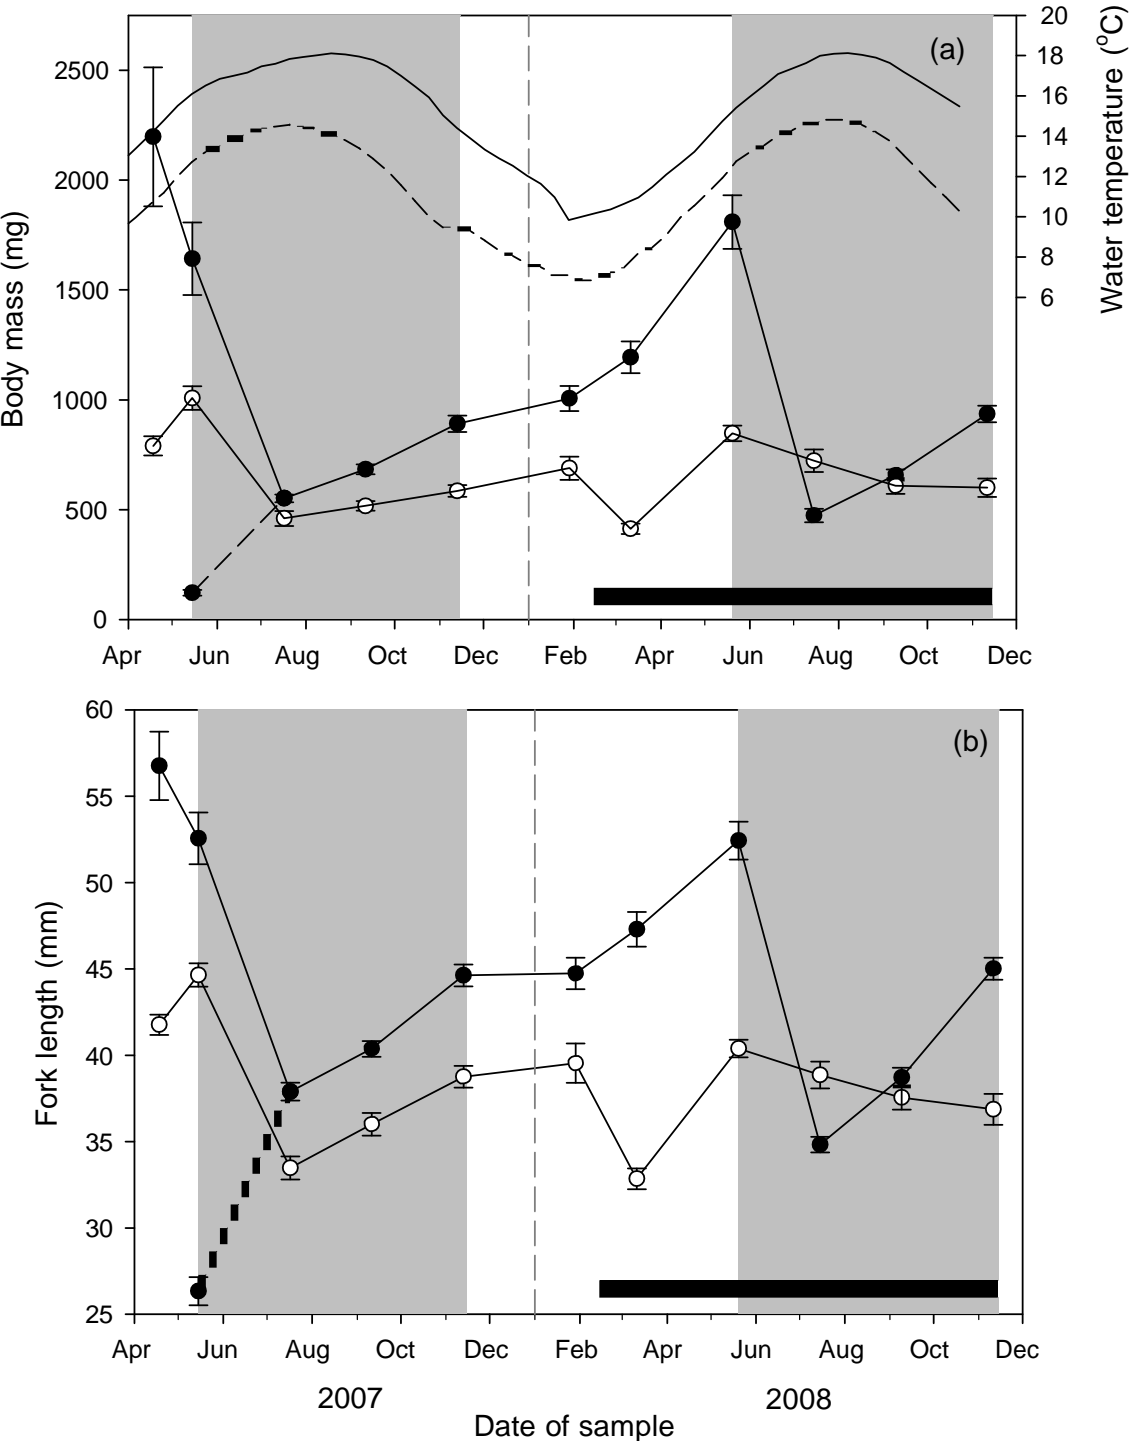 (a)
Body mass (mg)
2500
2000
1500
1000
500
0
20
18
16
14
12
10
8
6
Water temperature (°C)
Apr Jun Aug Oct Dec Feb Apr Jun Aug Oct Dec
(b)
Fork length (mm)
60
55
50
45
40
35
30
25
Apr Jun Aug Oct Dec Feb Apr Jun Aug Oct Dec
2007 2008
Date of sample